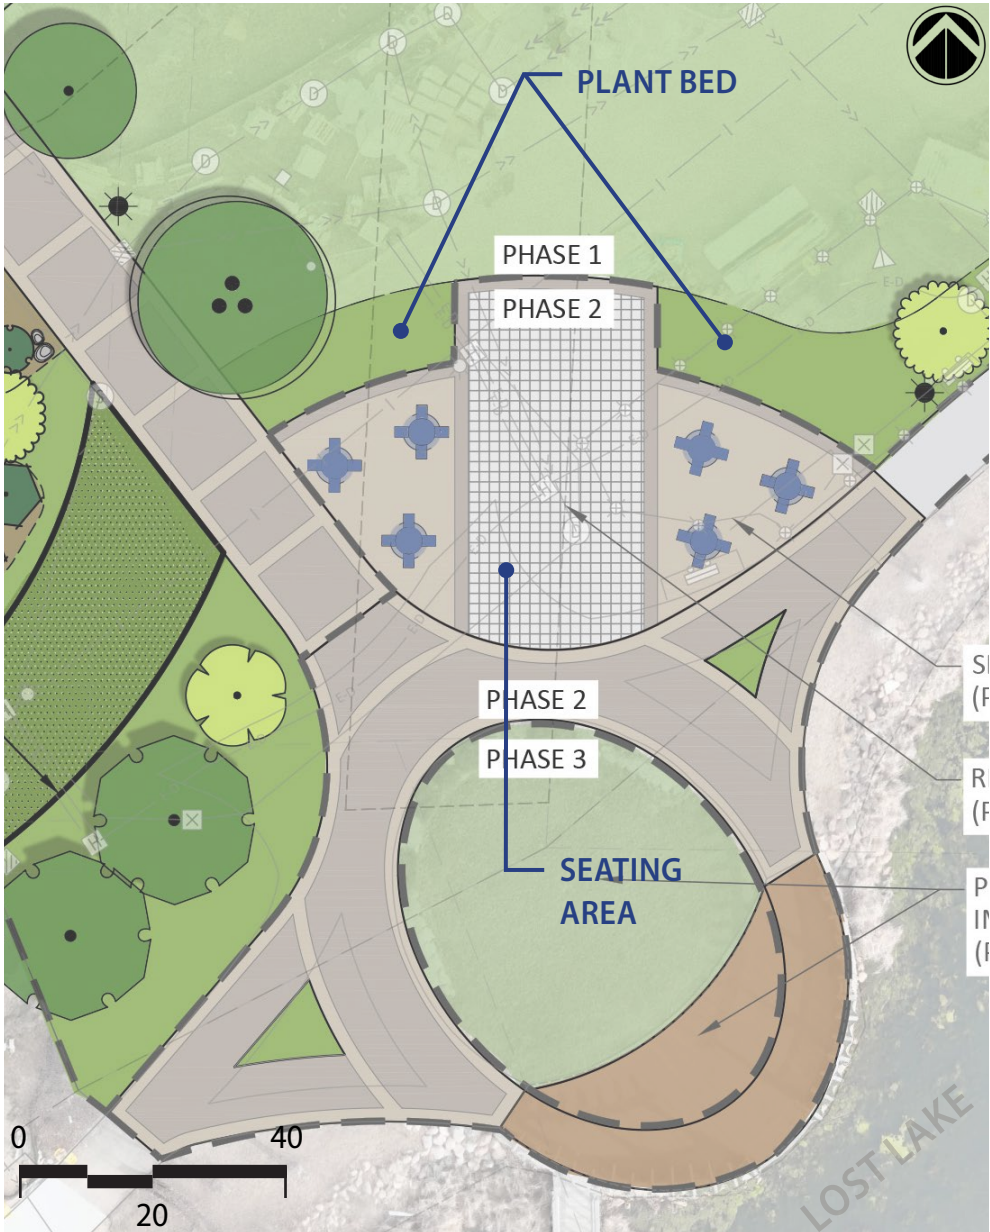 PLANT BED
PHASE 1
PHASE 2
PHASE 2
PHASE 3
SEATING
AREA
LOST LAKE
0
40
20